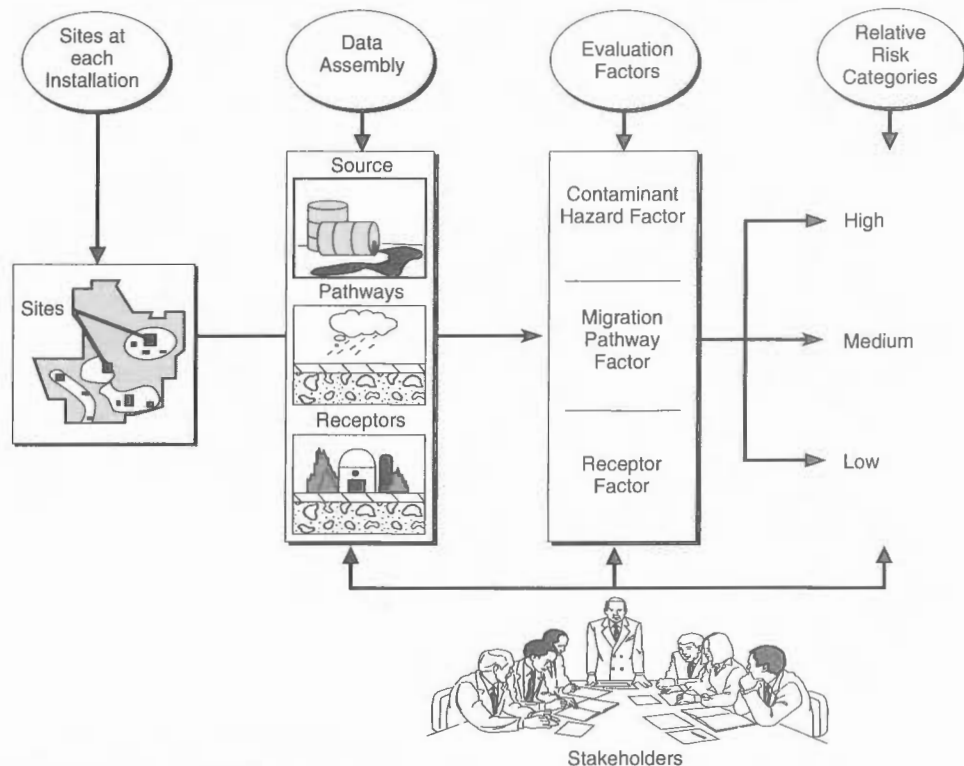 Sites at
each
Installation
Data
Assembly
Evaluation
Factors
Relative
Risk
Categories
Sites
Source
Pathways
Receptors
Contaminant
Hazard Factor
Migration
Pathway
Factor
Receptor
Factor
High
Medium
Low
Stakeholders